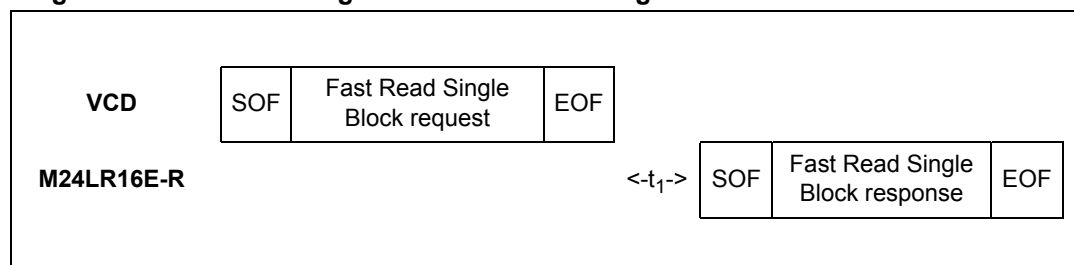 VCD SOF Fast Read Single Block request EOF
M24LR16E-R <-t1-> SOF Fast Read Single Block response EOF